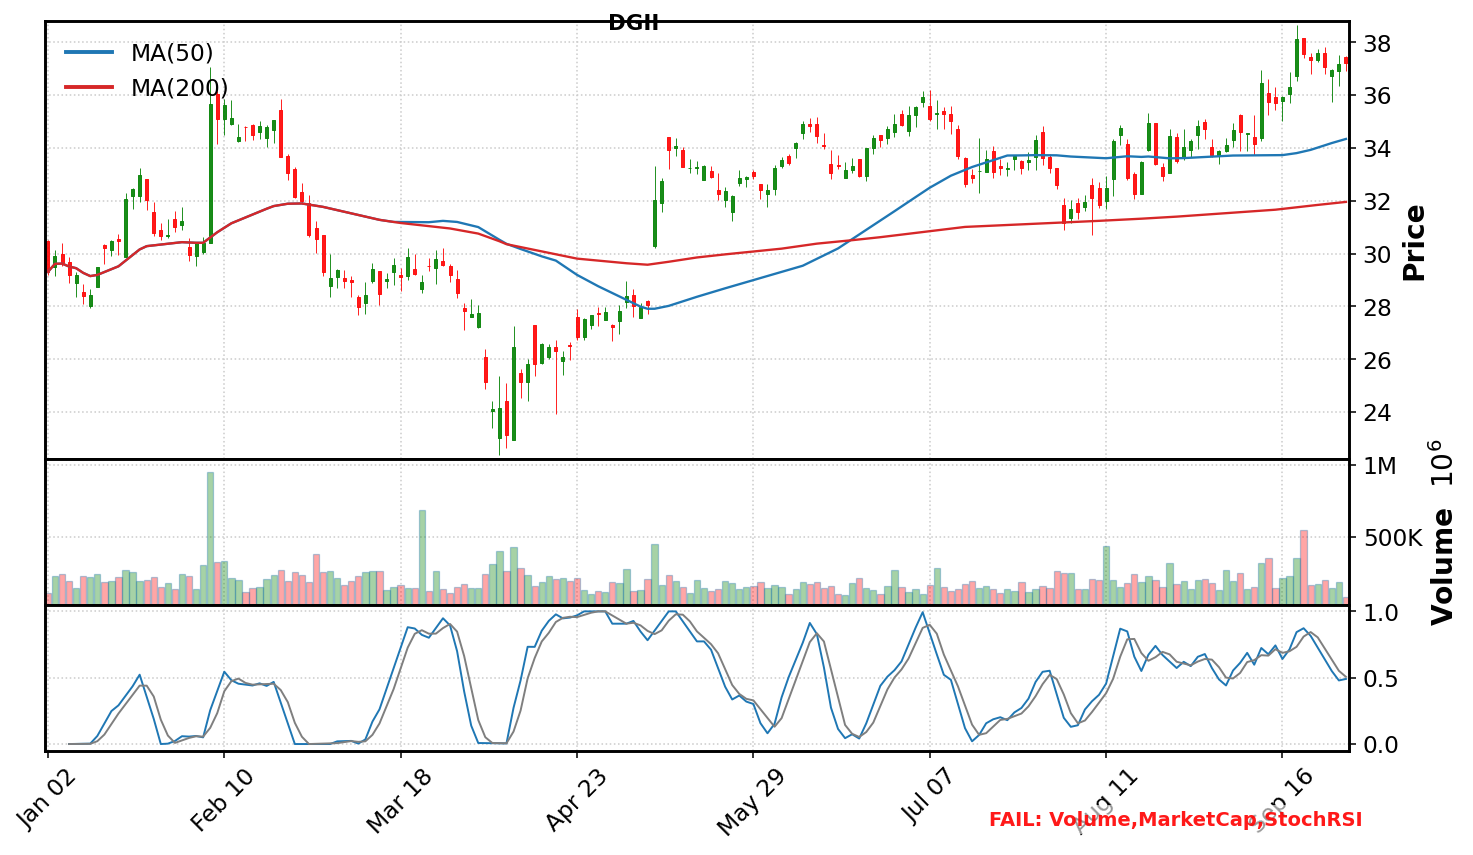 DGII
MA(50)
MA(200)
38
36
34
32
30
28
26
24
Price
1M
500K
Volume 10^6
1.0
0.5
0.0
Jan 02
Feb 10
Mar 18
Apr 23
May 29
Jul 07
Aug 11
Sep 16
FAIL: Volume,MarketCap,StochRSI